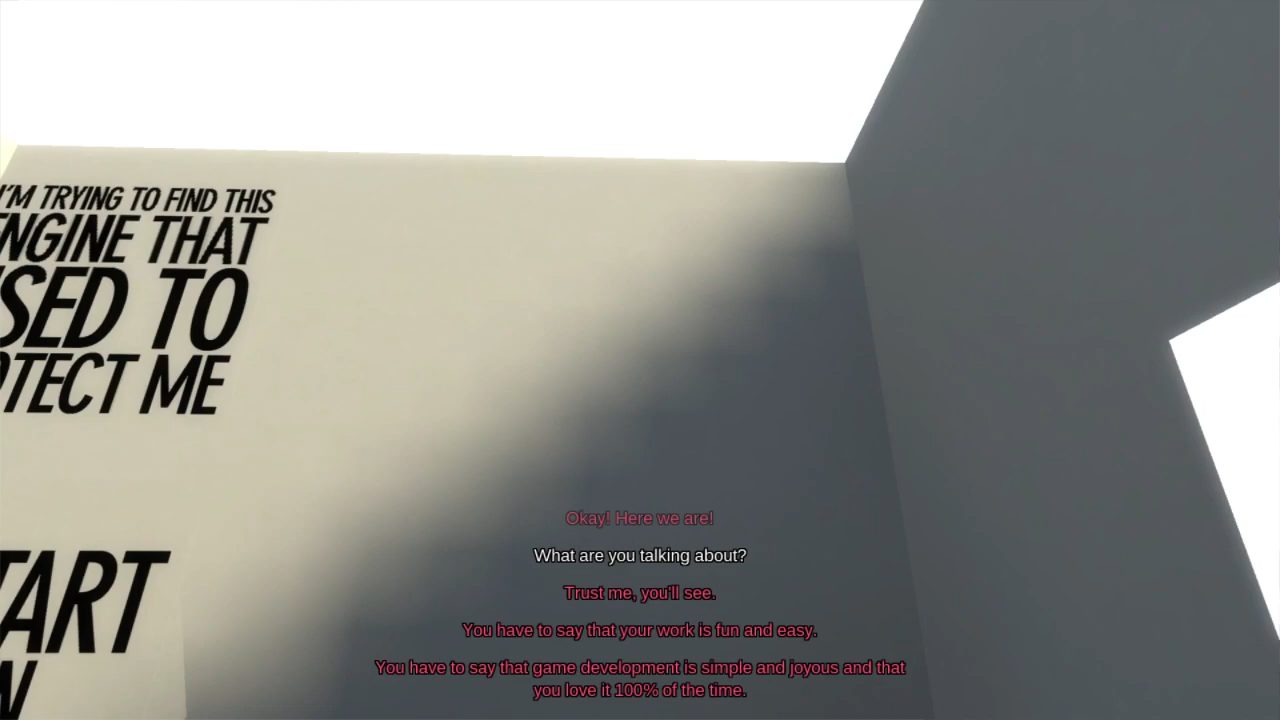 I'M TRYING TO FIND THIS
NGINE THAT
SED TO
OTECT ME
TART
N
Okay! Here we are!
What are you talking about?
Trust me, you'll see.
You have to say that your work is fun and easy.
You have to say that game development is simple and joyous and that
you love it 100% of the time.